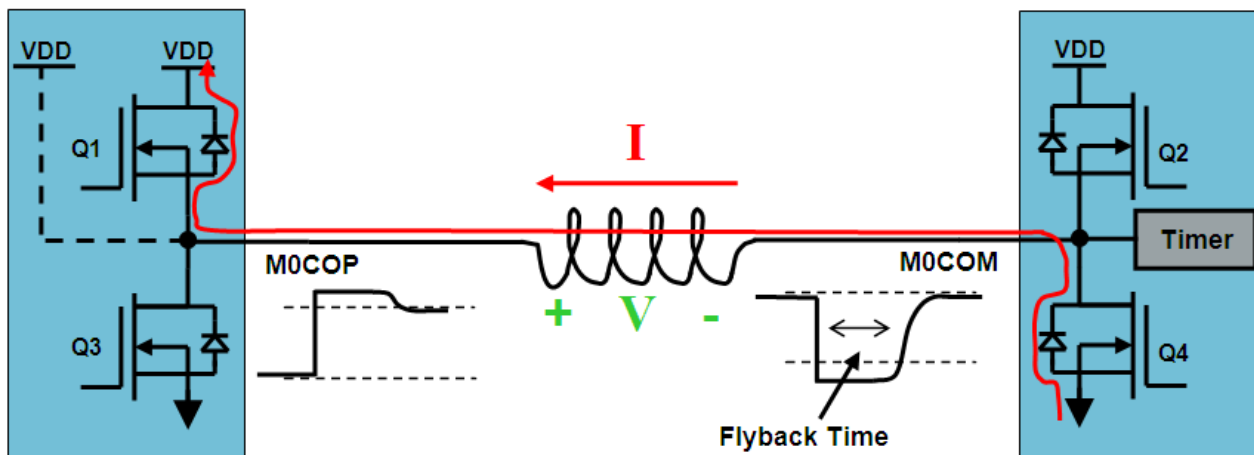 VDD
VDD
Q1
Q3
M0COP
I
+ V -
M0COM
Flyback Time
VDD
Q2
Timer
Q4